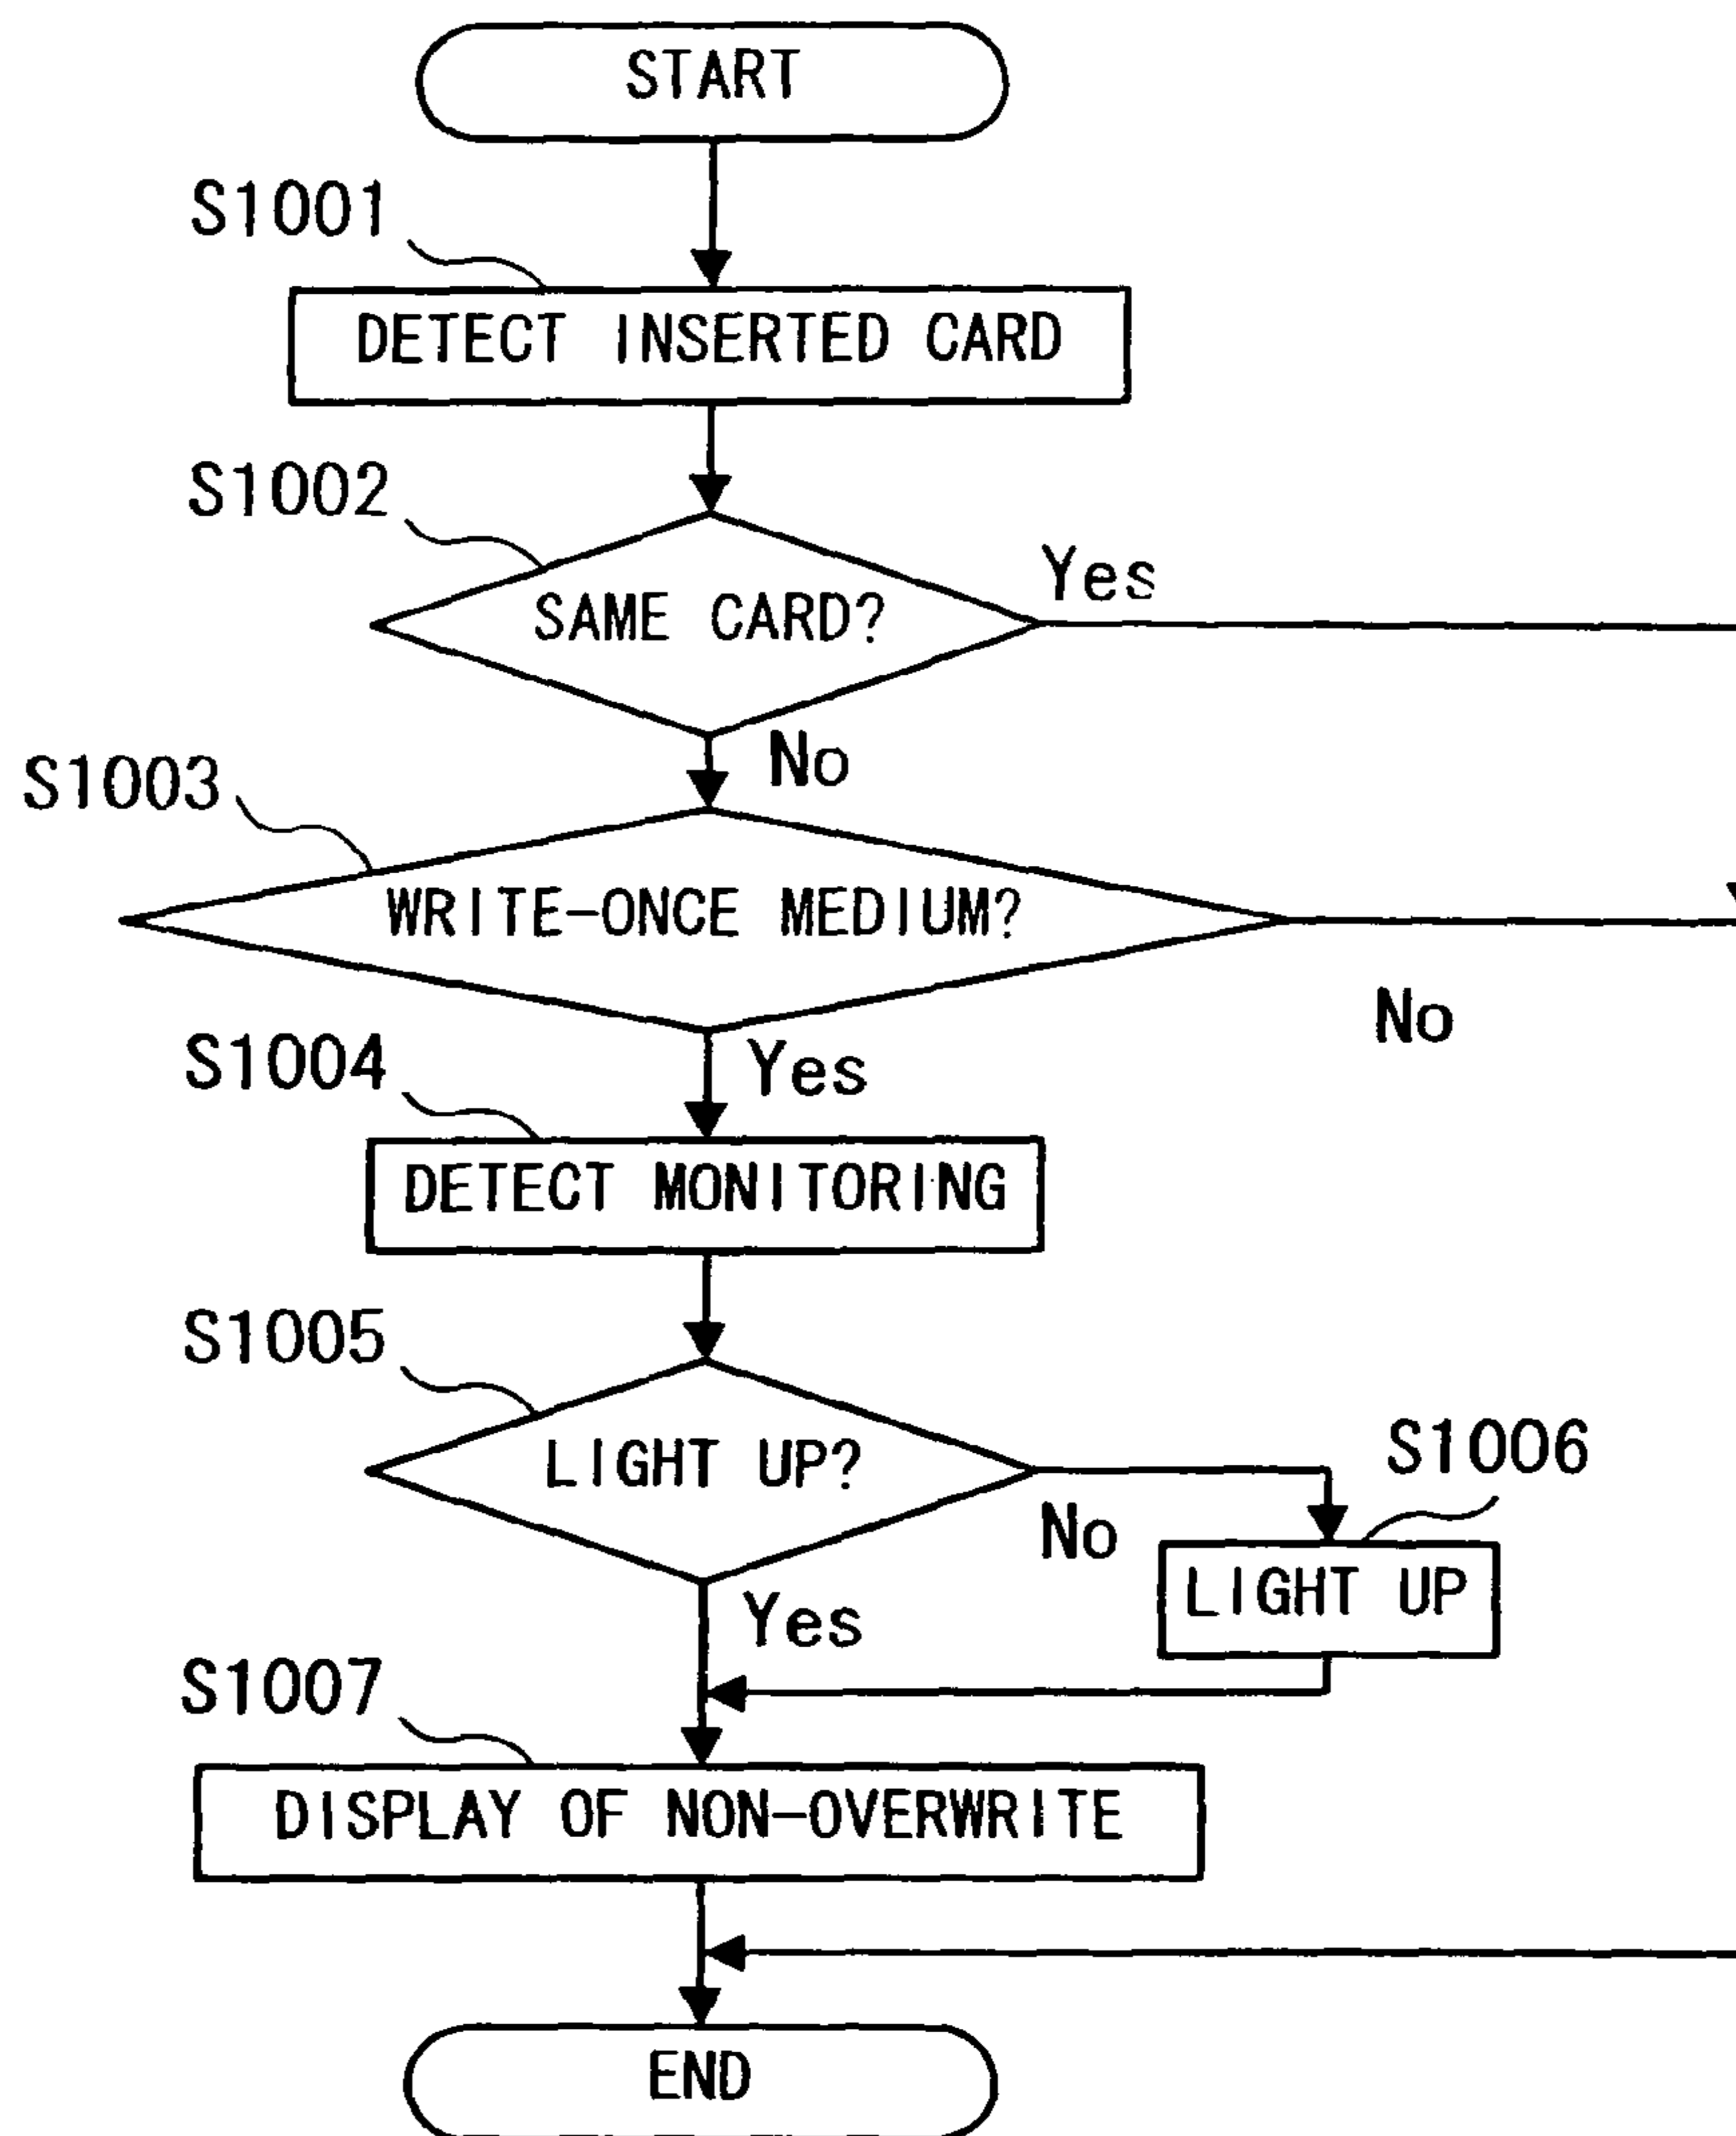 START
S1001
DETECT INSERTED CARD
S1002
SAME CARD?
Yes
No
S1003
WRITE-ONCE MEDIUM?
No
S1004
Yes
DETECT MONITORING
S1005
LIGHT UP?
S1006
No
LIGHT UP
Yes
S1007
DISPLAY OF NON-OVERWRITE
END